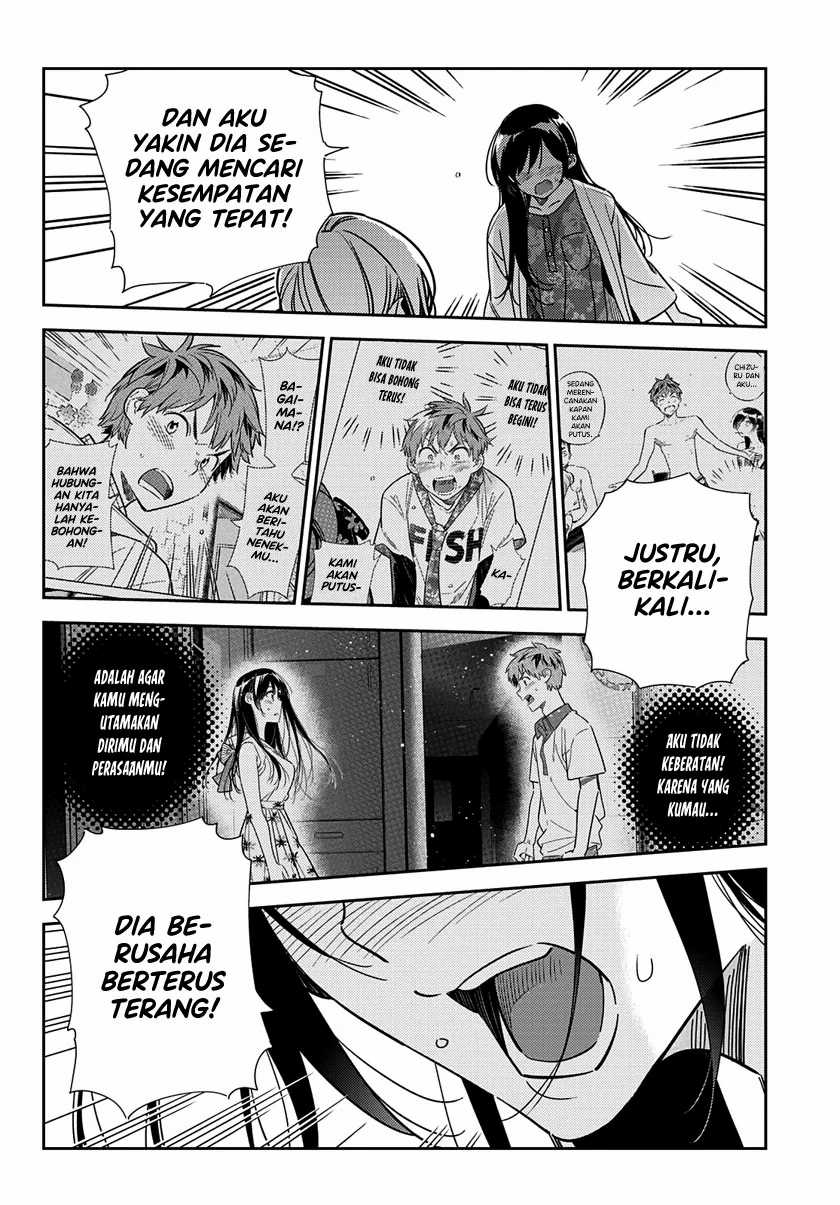 DAN AKU
YAKIN DIA SE-
DANG MENCARI
KESEMPATAN
YANG TEPAT!
CHIZU-
RU DAN
AKU...
SEDANG
MEREN-
CANAKAN
KAPAN
KAMI
AKAN
PUTUS...
AKU TIDAK
BISA TERUS
BEGINI!
AKU TIDAK
BISA BOHONG
TERUS!
FISH
KA-
KAMI
AKAN
PUTUS-
BA-
GAI-
MA-
NA!?
AKU
AKAN
BERI-
TAHU
NENEK-
MU...
BAHWA
HUBUNG-
AN KITA
HANYA-
LAH KE-
BOHONG-
AN!
JUSTRU,
BERKALI-
KALI...
AKU TIDAK
KEBERATAN!
KARENA YANG
KUMAU...
ADALAH AGAR
KAMU MENG-
UTAMAKAN
DIRIMU DAN
PERASAANMU!
DIA BE-
RUSAHA
BERTERUS
TERANG!